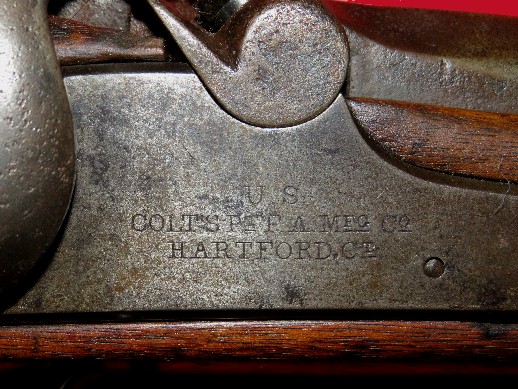 U S
COLT'S PT F A. MFG Co
HARTFORD. CT